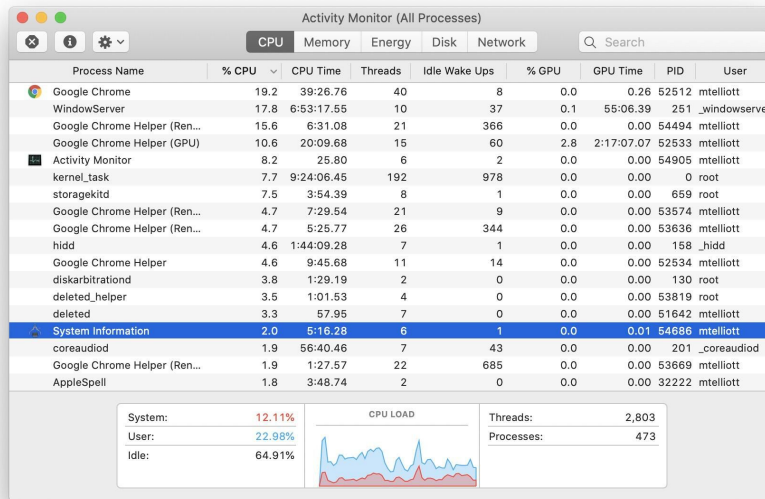 Activity Monitor (All Processes)
CPU Memory Energy Disk Network Search
Process Name % CPU CPU Time Threads Idle Wake Ups % GPU GPU Time PID User
Google Chrome 19.2 39:26.76 40 8 0.0 0.26 52512 mtelliott
WindowServer 17.8 6:53:17.55 10 37 0.1 55:06.39 251 _windowserve
Google Chrome Helper (Ren... 15.6 6:31.08 21 366 0.0 0.00 54494 mtelliott
Google Chrome Helper (GPU) 10.6 20:09.68 15 60 2.8 2:17:07.07 52533 mtelliott
Activity Monitor 8.2 25.80 6 2 0.0 0.00 54905 mtelliott
kernel_task 7.7 9:24:06.45 192 978 0.0 0.00 0 root
storagekitd 7.5 3:54.39 8 1 0.0 0.00 659 root
Google Chrome Helper (Ren... 4.7 7:29.54 21 9 0.0 0.00 53574 mtelliott
Google Chrome Helper (Ren... 4.7 5:25.77 26 344 0.0 0.00 53636 mtelliott
hidd 4.6 1:44:09.28 7 1 0.0 0.00 158 _hidd
Google Chrome Helper 4.6 9:45.68 11 14 0.0 0.00 52534 mtelliott
diskarbitrationd 3.8 1:29.19 2 0 0.0 0.00 130 root
deleted_helper 3.5 1:01.53 4 0 0.0 0.00 53819 root
deleted 3.3 57.95 7 0 0.0 0.00 51642 mtelliott
System Information 2.0 5:16.28 6 1 0.0 0.01 54686 mtelliott
coreaudiod 1.9 56:40.46 7 43 0.0 0.00 201 _coreaudiod
Google Chrome Helper (Ren... 1.9 1:27.57 22 685 0.0 0.00 53669 mtelliott
AppleSpell 1.8 3:48.74 2 0 0.0 0.00 32222 mtelliott
System: 12.11% CPU LOAD Threads: 2,803
User: 22.98% Processes: 473
Idle: 64.91%